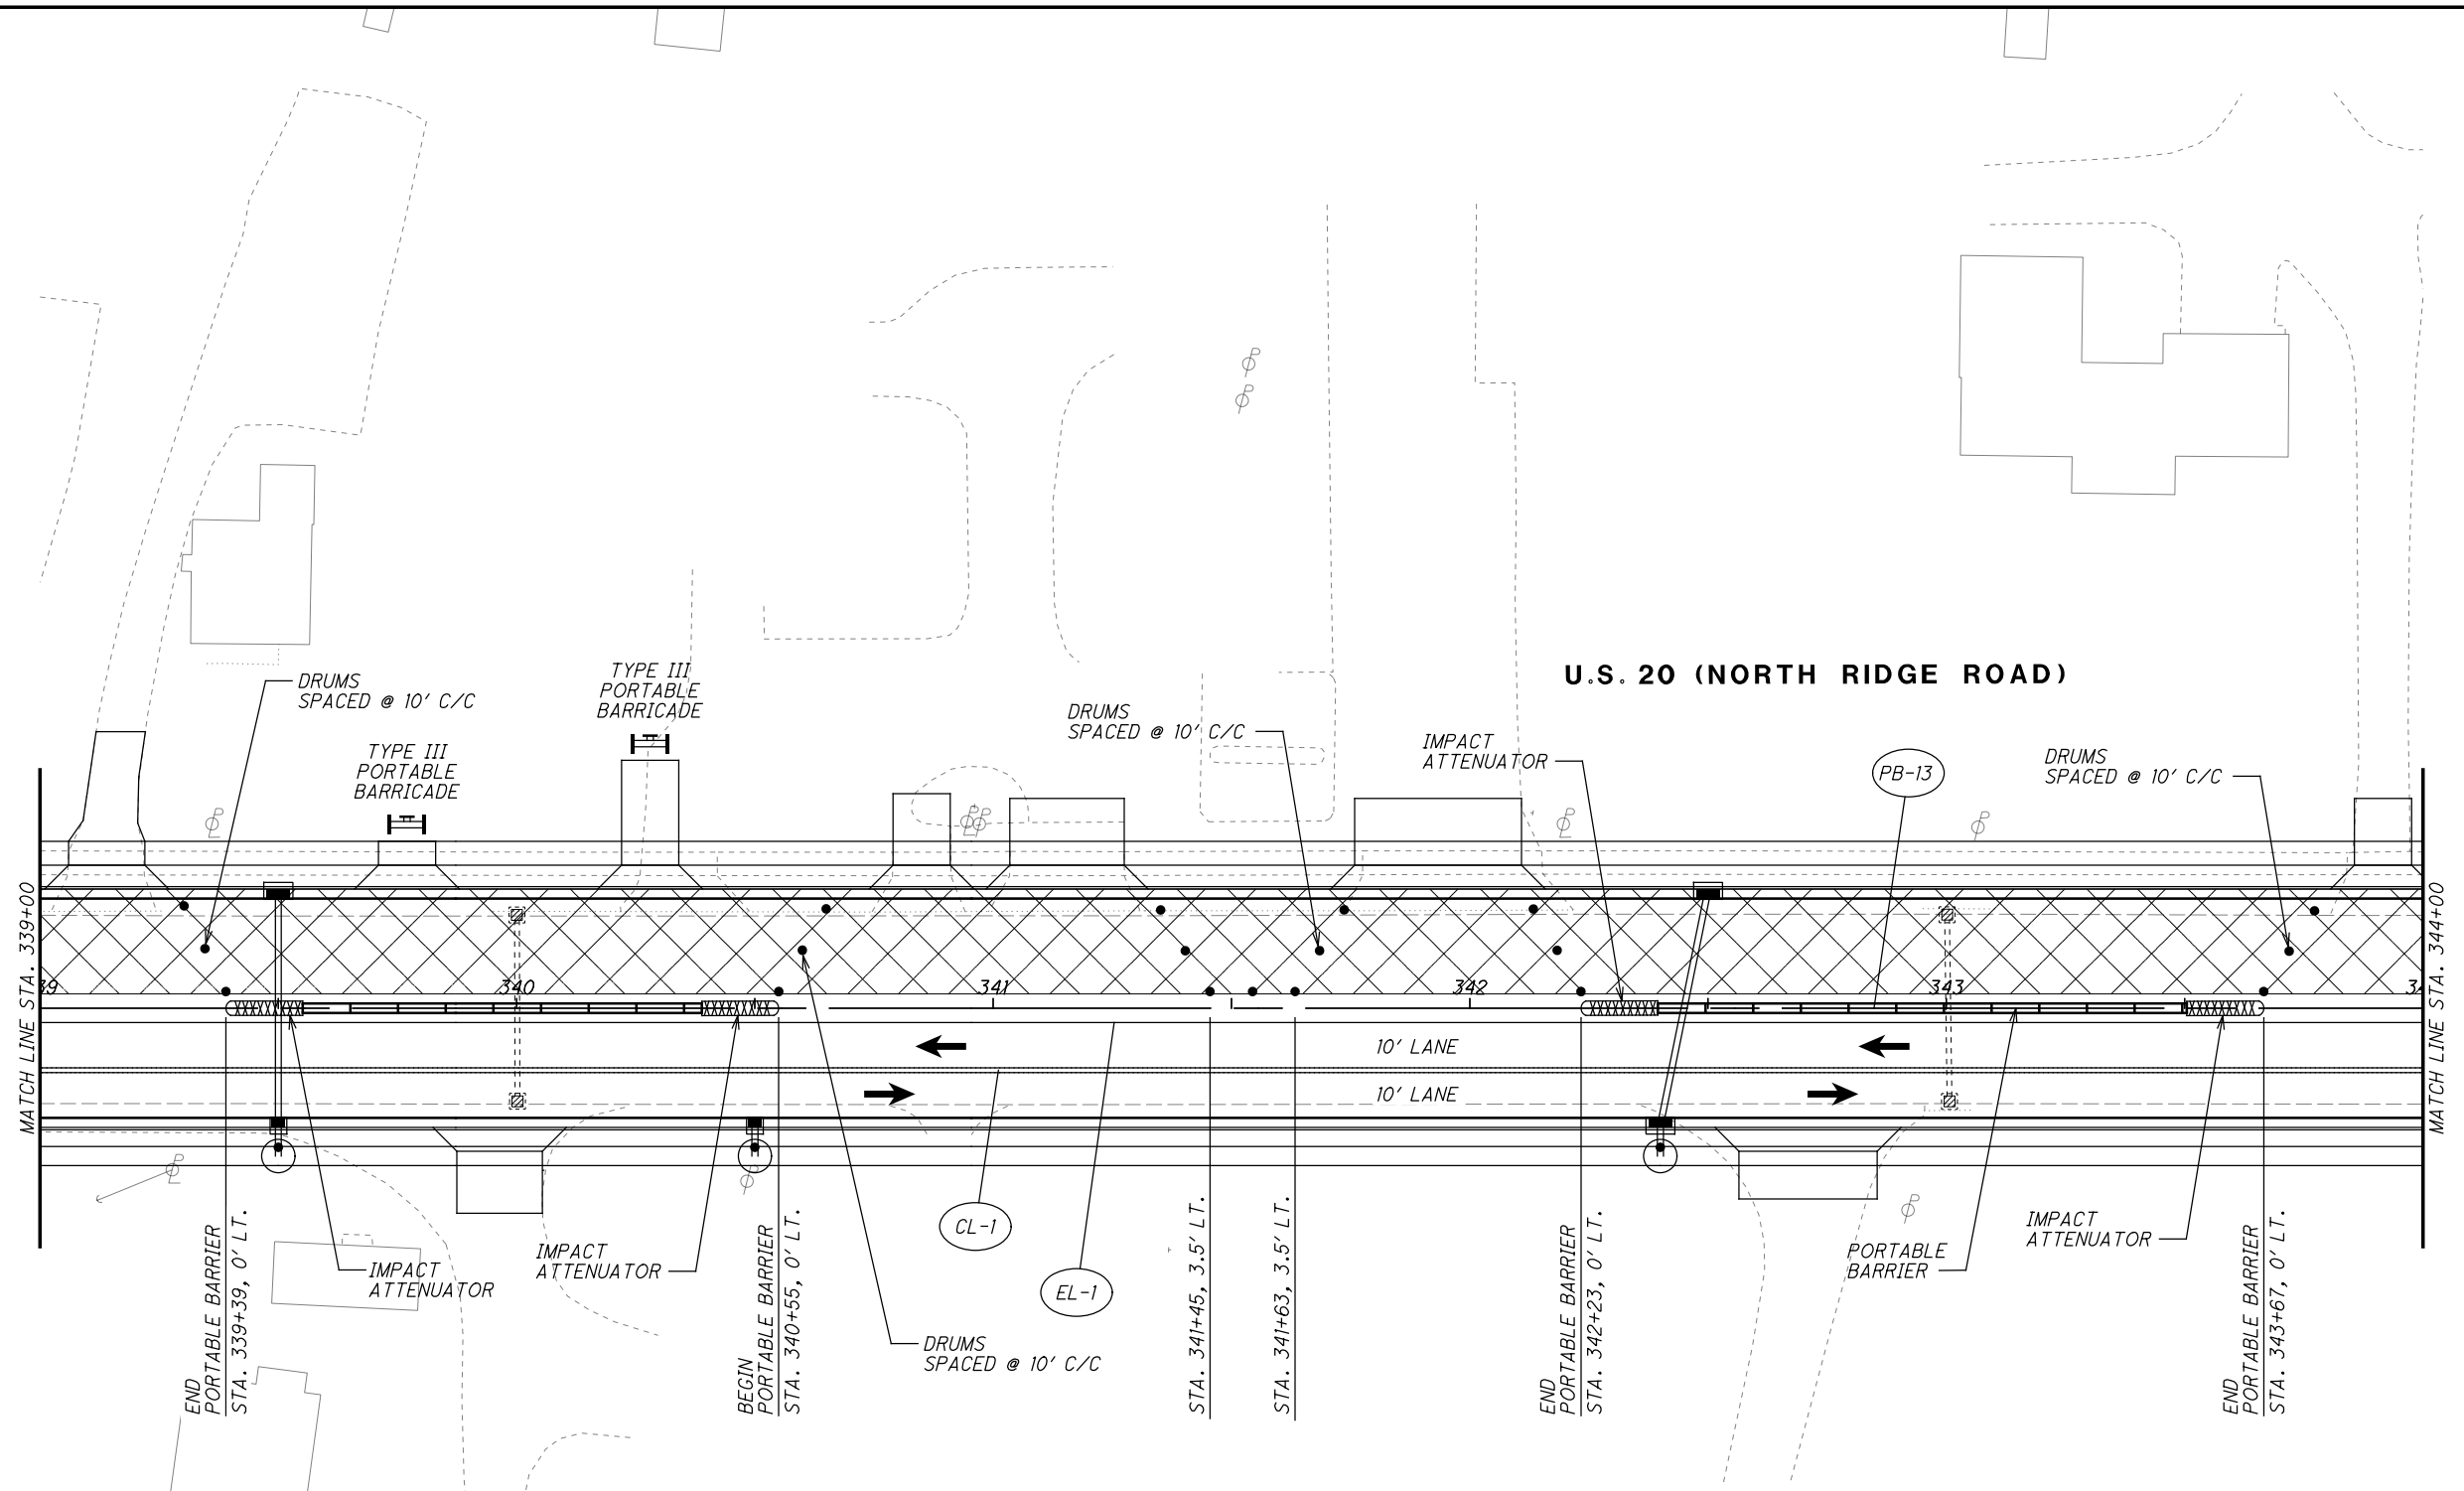 U.S. 20 (NORTH RIDGE ROAD)
TYPE III
PORTABLE
BARRICADE
DRUMS
SPACED @ 10' C/C
TYPE III
PORTABLE
BARRICADE
DRUMS
SPACED @ 10' C/C
IMPACT
ATTENUATOR
PB-13
DRUMS
SPACED @ 10' C/C
MATCH LINE STA. 339+00
MATCH LINE STA. 344+00
39
340
341
342
343
10' LANE
10' LANE
CL-1
EL-1
IMPACT
ATTENUATOR
IMPACT
ATTENUATOR
DRUMS
SPACED @ 10' C/C
PORTABLE
BARRIER
IMPACT
ATTENUATOR
END
PORTABLE BARRIER
STA. 339+39, 0' LT.
BEGIN
PORTABLE BARRIER
STA. 340+55, 0' LT.
STA. 341+45, 3.5' LT.
STA. 341+63, 3.5' LT.
END
PORTABLE BARRIER
STA. 342+23, 0' LT.
END
PORTABLE BARRIER
STA. 343+67, 0' LT.